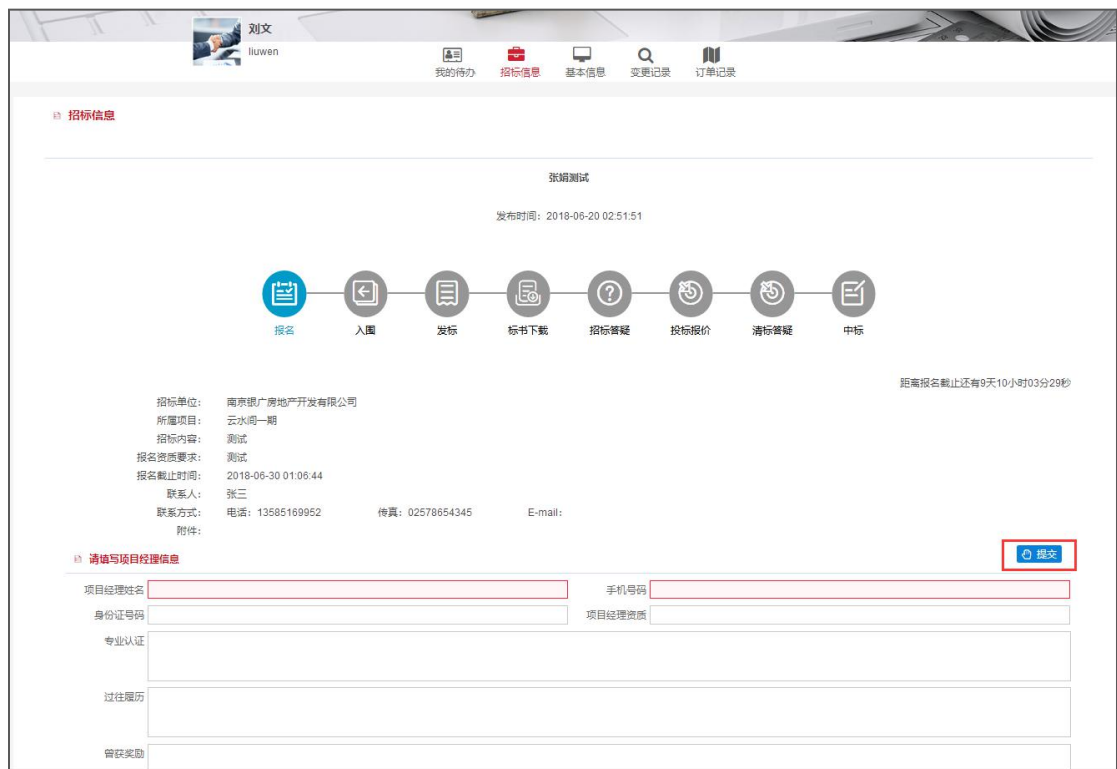 刘文
liuwen
我的待办 招标信息 基本信息 变更记录 订单记录
招标信息
张娟测试
发布时间：2018-06-20 02:51:51
报名 入围 发标 标书下载 招标答疑 投标报价 清标答疑 中标
距离报名截止还有9天10小时03分29秒
招标单位： 南京银广房地产开发有限公司
所属项目： 云水间一期
招标内容： 测试
报名资质要求： 测试
报名截止时间： 2018-06-30 01:06:44
联系人： 张三
联系方式： 电话：13585169952 传真：02578654345 E-mail：
附件：
请填写项目经理信息 提交
项目经理姓名 手机号码
身份证号码 项目经理资质
专业认证
过往履历
曾获奖励